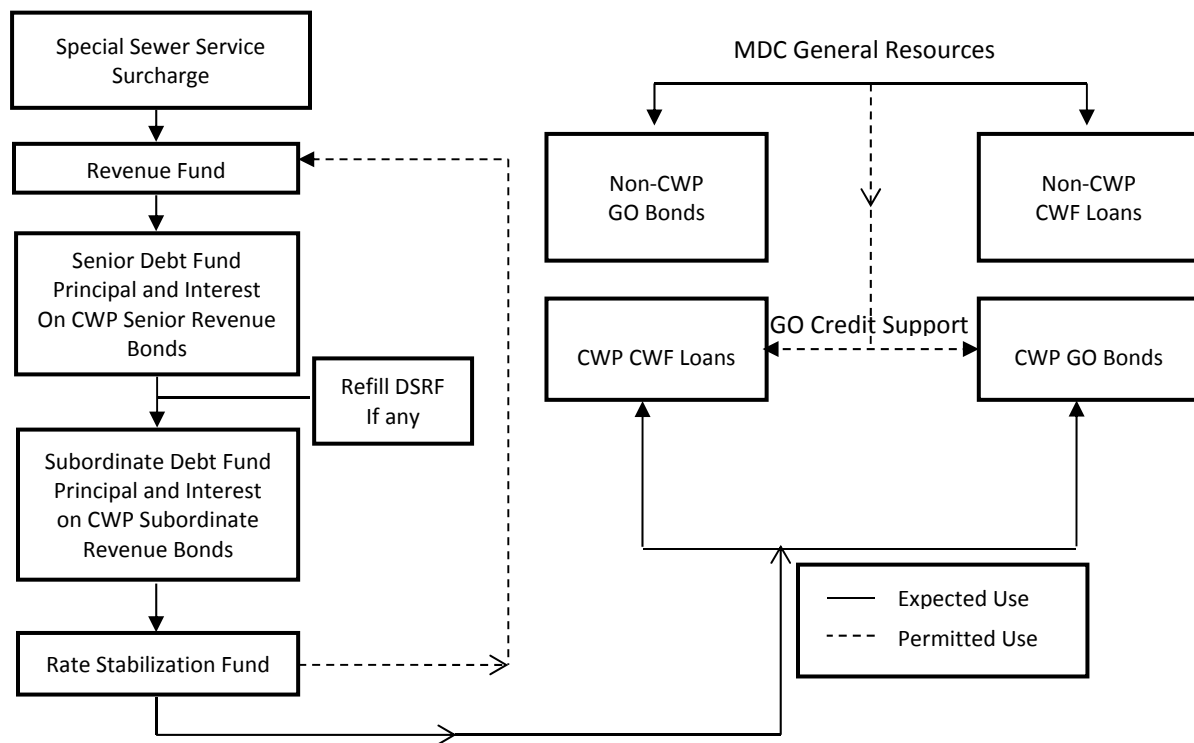 Special Sewer Service
Surcharge
Revenue Fund
Senior Debt Fund
Principal and Interest
On CWP Senior Revenue
Bonds
Refill DSRF
If any
Subordinate Debt Fund
Principal and Interest
on CWP Subordinate
Revenue Bonds
Rate Stabilization Fund
MDC General Resources
Non-CWP
GO Bonds
Non-CWP
CWF Loans
GO Credit Support
CWP CWF Loans
CWP GO Bonds
Expected Use
Permitted Use